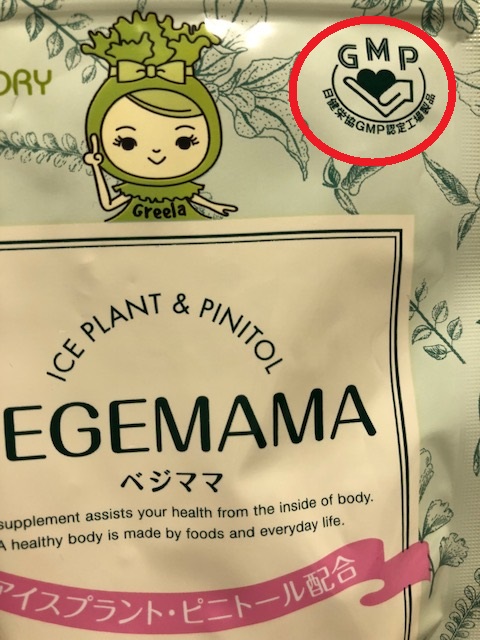 ORY
GMP
日健栄協GMP認定工場製品
Greela
ICE PLANT & PINITOL
EGEMAMA
ベジママ
supplement assists your health from the inside of body.
A healthy body is made by foods and everyday life.
アイスプラント・ピニトール配合